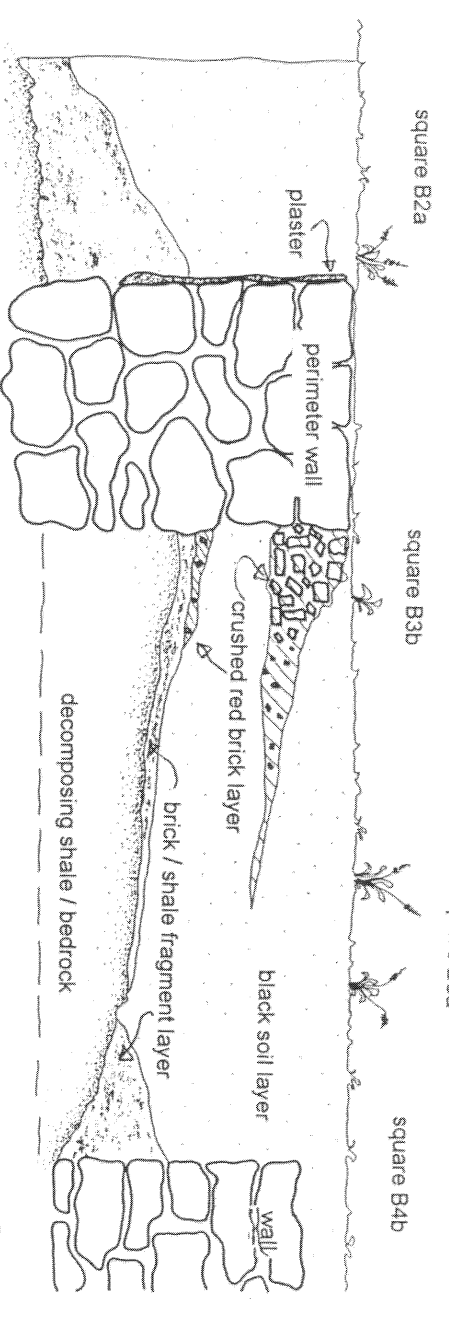 square B2a
square B3b
square B4b
plaster
perimeter wall
crushed red brick layer
black soil layer
wall
brick / shale fragment layer
decomposing shale / bedrock